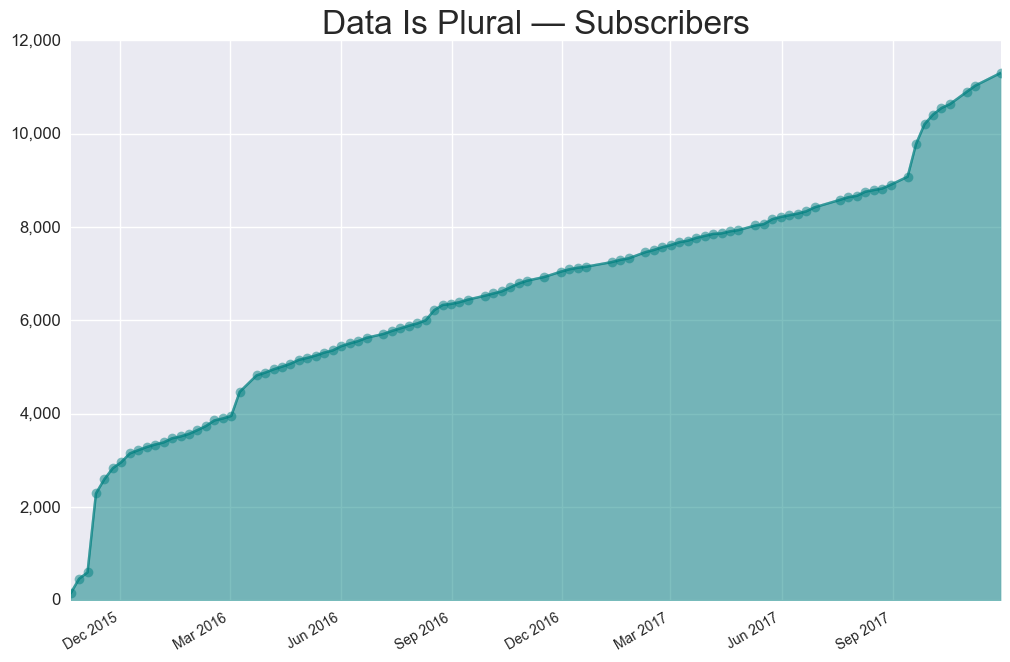 Data Is Plural — Subscribers
12,000
10,000
8,000
6,000
4,000
2,000
0
Dec 2015
Mar 2016
Jun 2016
Sep 2016
Dec 2016
Mar 2017
Jun 2017
Sep 2017